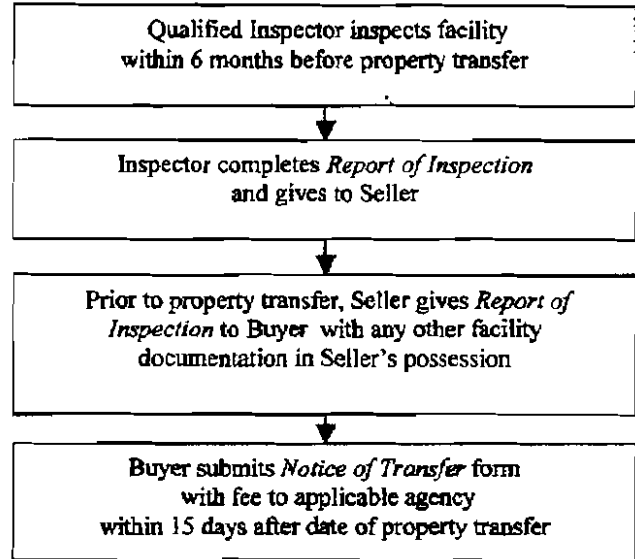 Qualified Inspector inspects facility
within 6 months before property transfer
Inspector completes Report of Inspection
and gives to Seller
Prior to property transfer, Seller gives Report of
Inspection to Buyer with any other facility
documentation in Seller's possession
Buyer submits Notice of Transfer form
with fee to applicable agency
within 15 days after date of property transfer